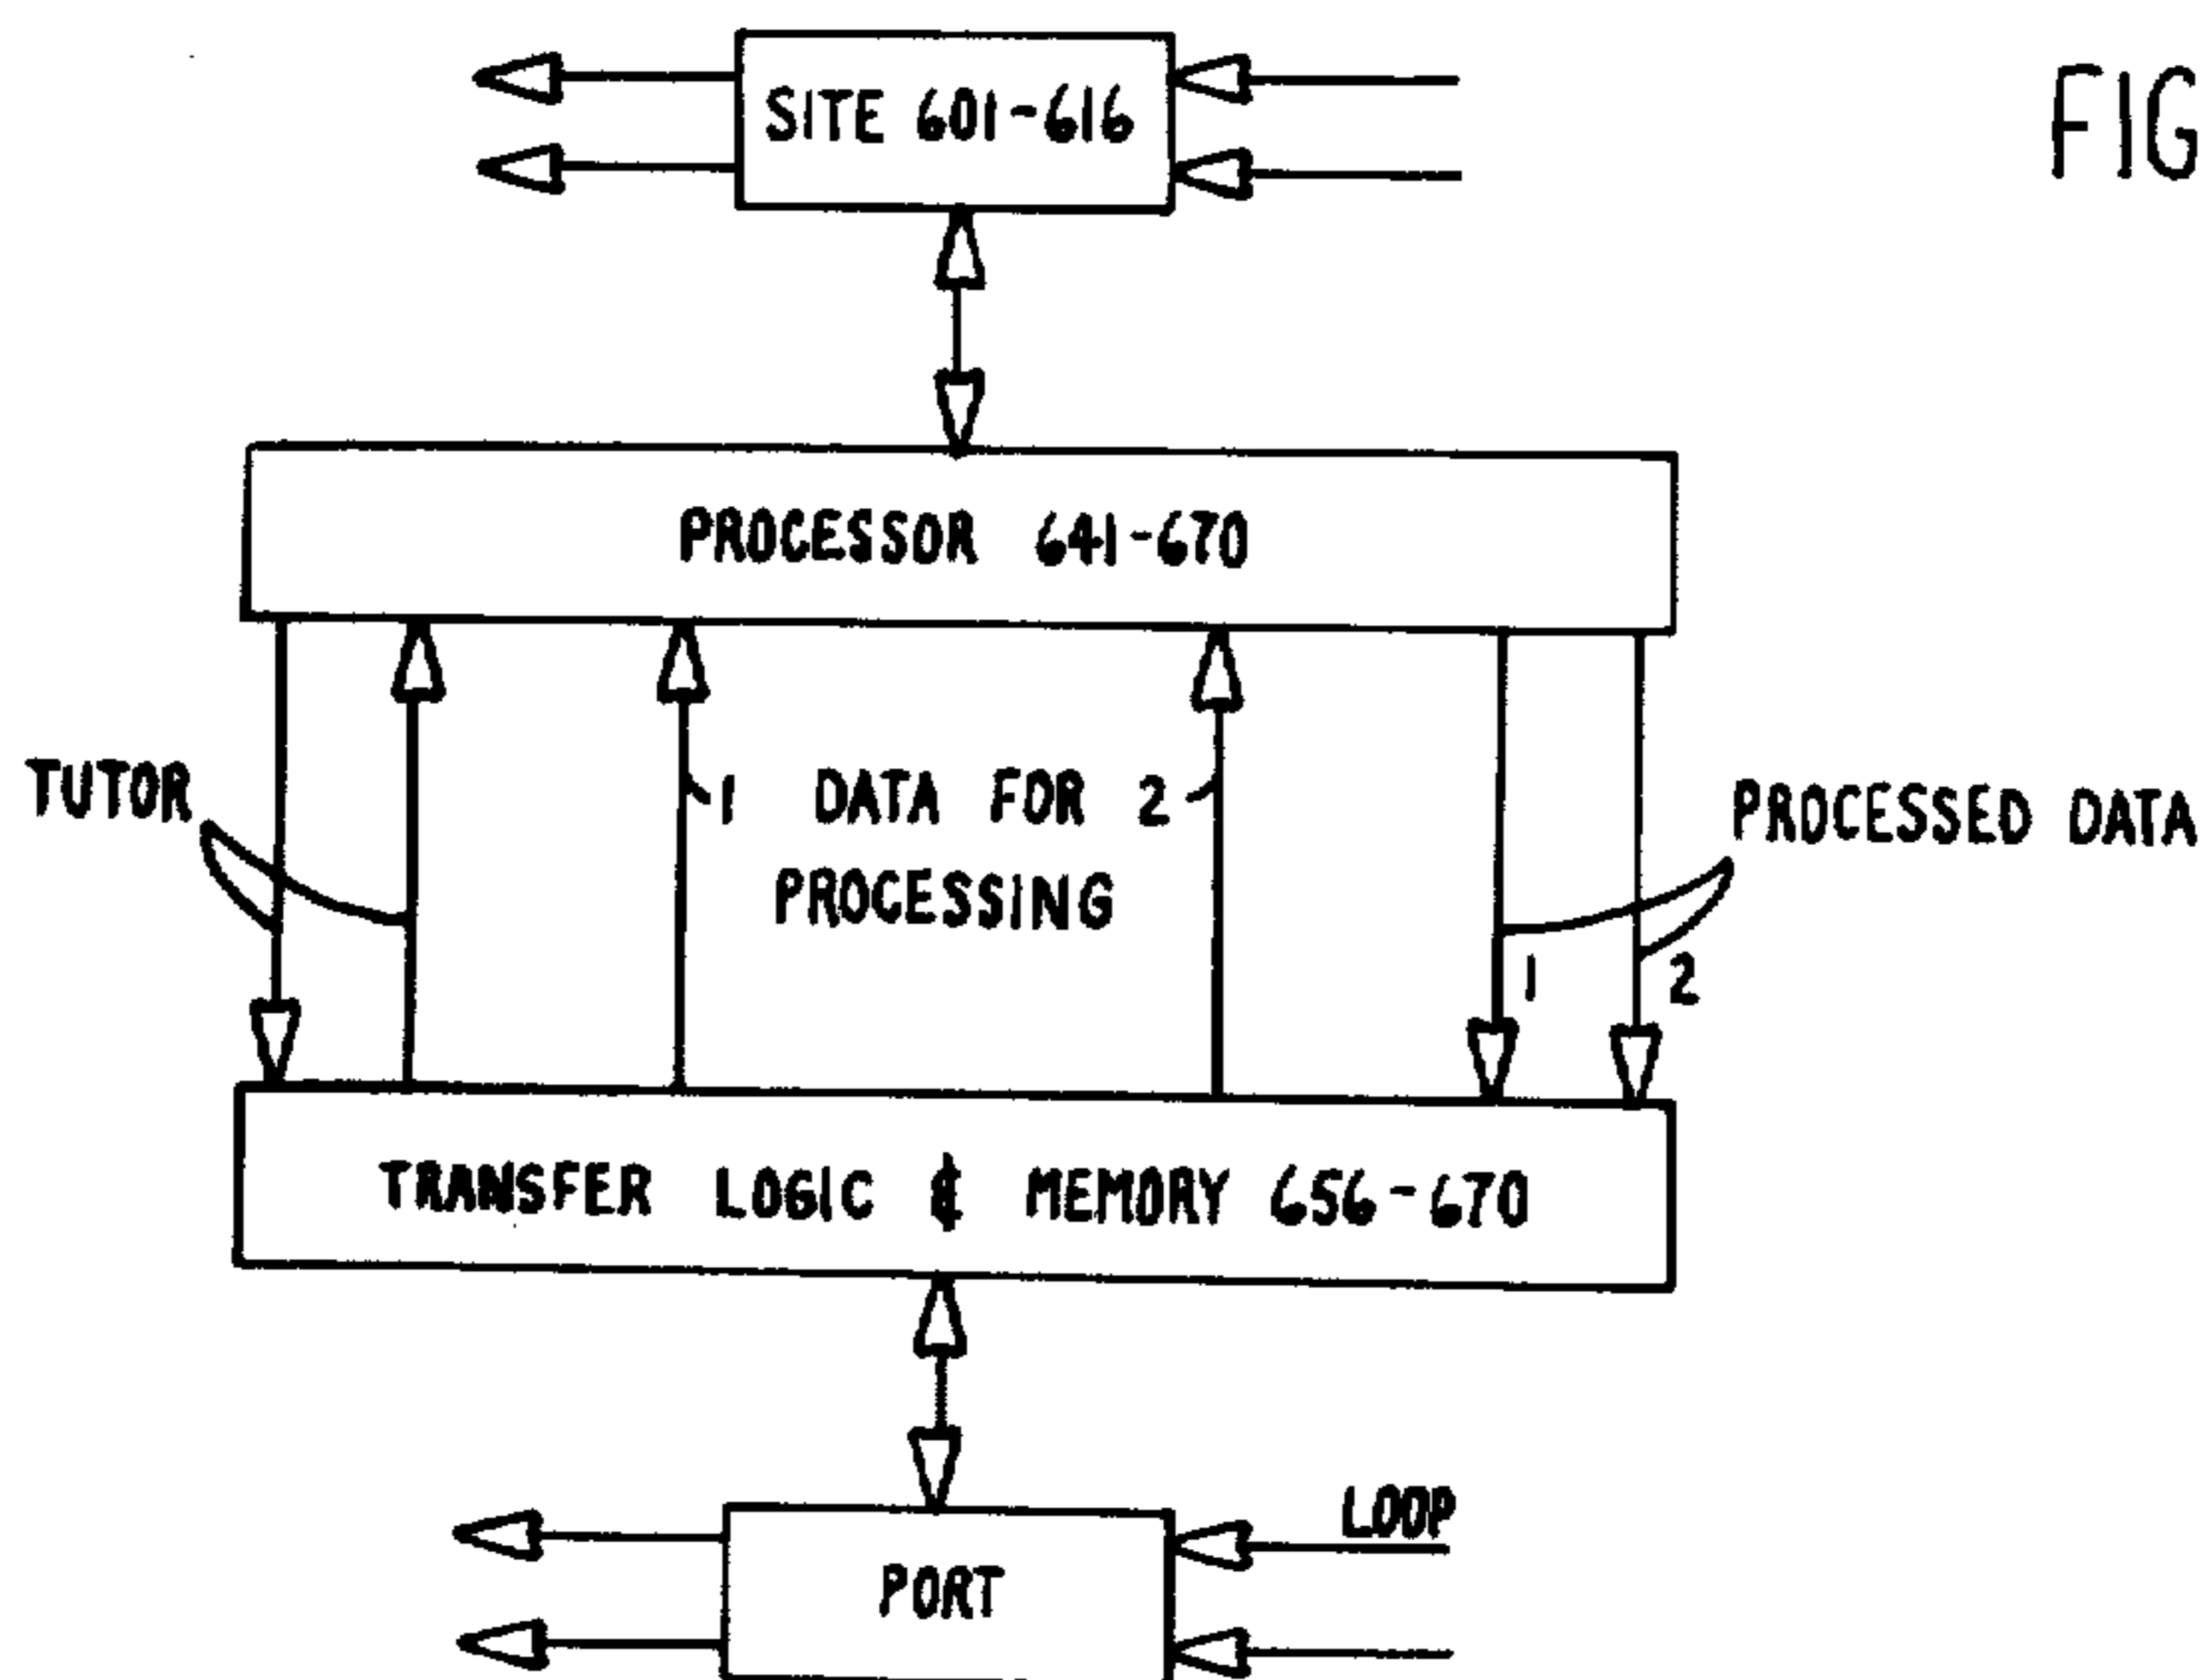 FIG
SITE 601-616
PROCESSOR 641-670
TUTOR
1 DATA FOR 2
PROCESSING
PROCESSED DATA
1 2
TRANSFER LOGIC & MEMORY 656-670
LOOP
PORT